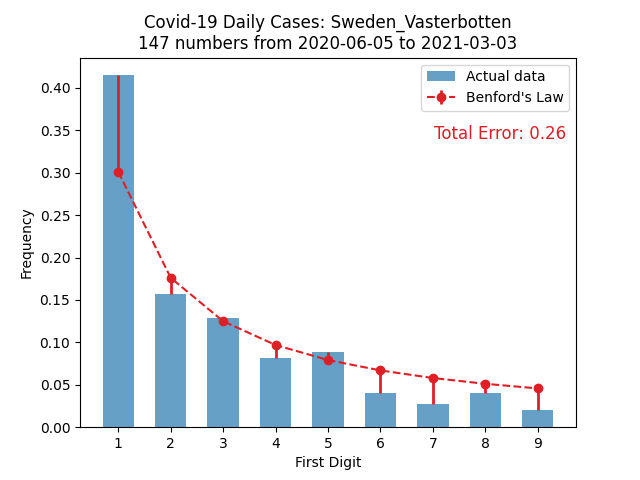 Covid-19 Daily Cases: Sweden_Vasterbotten
147 numbers from 2020-06-05 to 2021-03-03
Actual data
Benford's Law
Total Error: 0.26
Frequency
0.40
0.35
0.30
0.25
0.20
0.15
0.10
0.05
0.00
1 2 3 4 5 6 7 8 9
First Digit